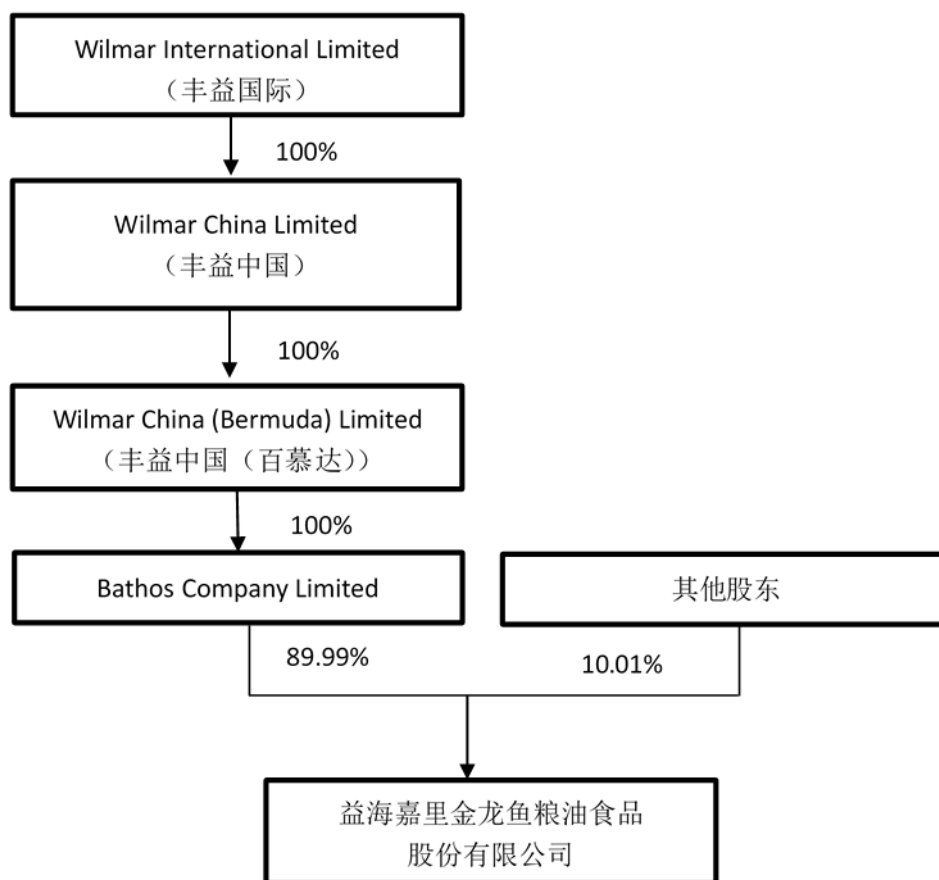 Wilmar International Limited
（丰益国际）
100%
Wilmar China Limited
（丰益中国）
100%
Wilmar China (Bermuda) Limited
（丰益中国（百慕达））
100%
Bathos Company Limited
其他股东
89.99%
10.01%
益海嘉里金龙鱼粮油食品
股份有限公司